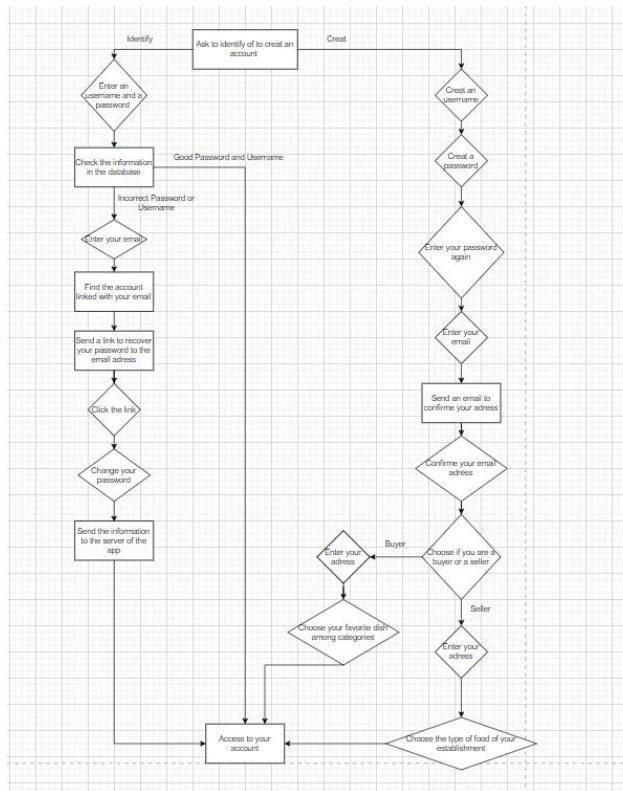 Identify
Ask to identify of to creat an
account
Creat
Enter an
username and a
password
Creat an
username
Check the information
in the database
Good Password and Username
Creat a
password
Incorrect Password or
Username
Enter your email
Enter your password
again
Find the account
linked with your email
Send a link to recover
your password to the
email adress
Enter your
email
Click the link
Send an email to
confirme your adress
Change your
password
Confirme your email
adress
Send the information
to the server of the
app
Buyer
Enter your
adress
Choose if you are a
buyer or a seller
Seller
Choose your favorite dish
among categories
Enter your
adress
Access to your
account
Choose the type of food of your
establishment